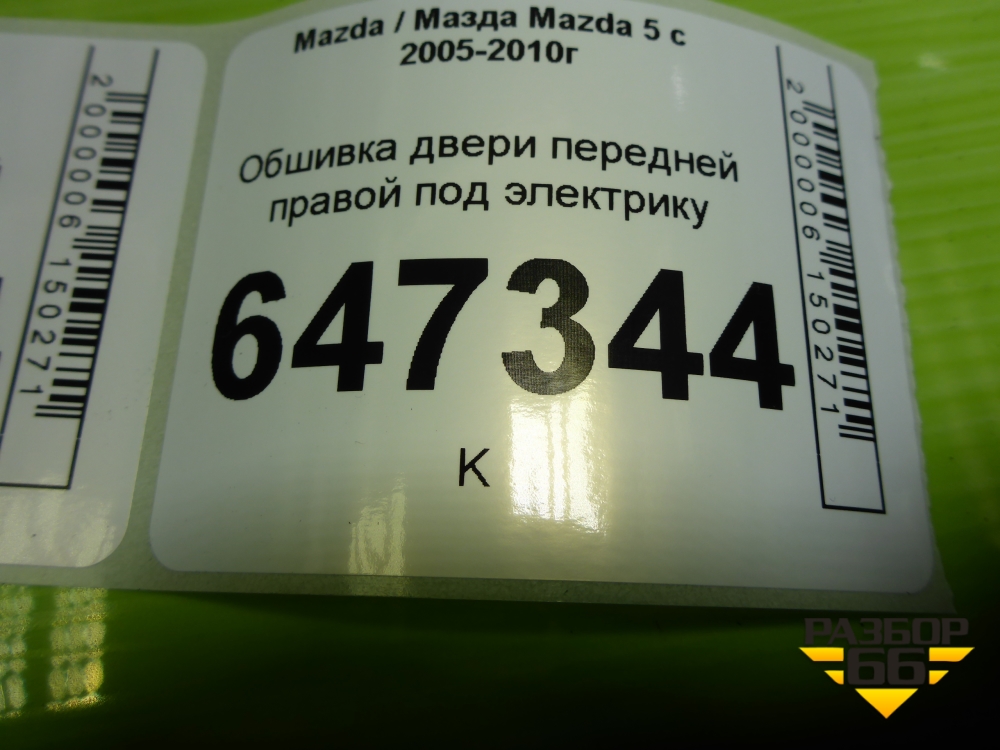 Mazda / Мазда Mazda 5 с
2005-2010г
Обшивка двери передней
правой под электрику
647344
К
2000006150271
2000006150271
РАЗБОР
66